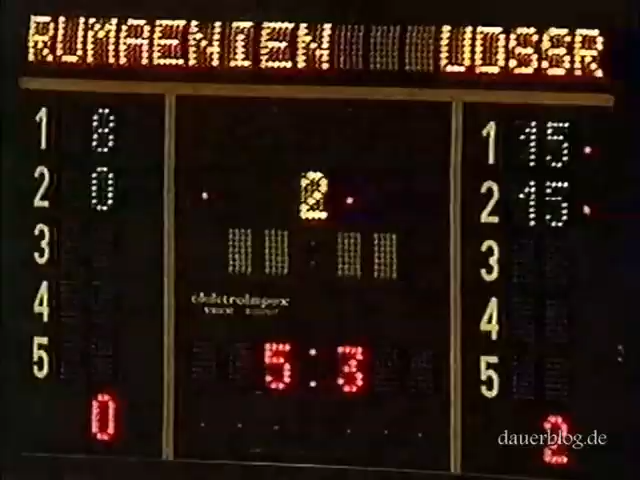 RUMAENIEN UDSSR
1 8 1 15
2 0 2 2 15
3 3
elektroimpex
4 4
5 5 : 3 5
0 2
dauerblog.de